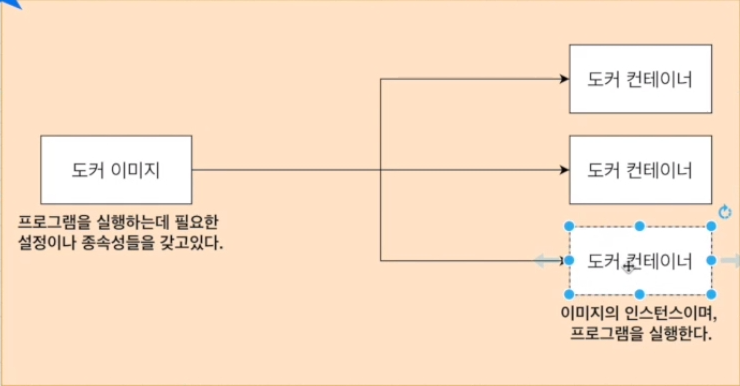 도커 컨테이너
도커 이미지
도커 컨테이너
프로그램을 실행하는데 필요한
설정이나 종속성들을 갖고있다.
도커 컨테이너
이미지의 인스턴스이며,
프로그램을 실행한다.